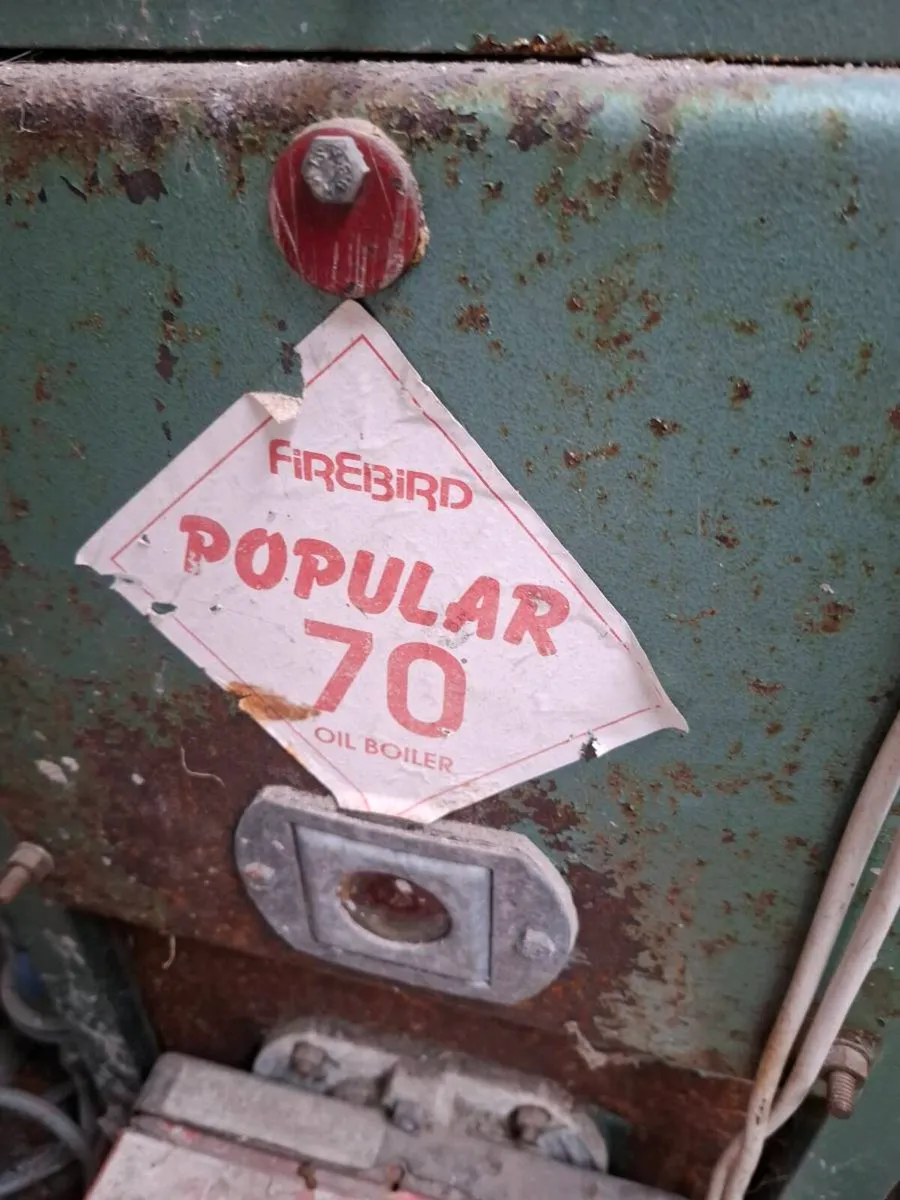 FiREBiRD
POPULAR
70
OIL BOILER